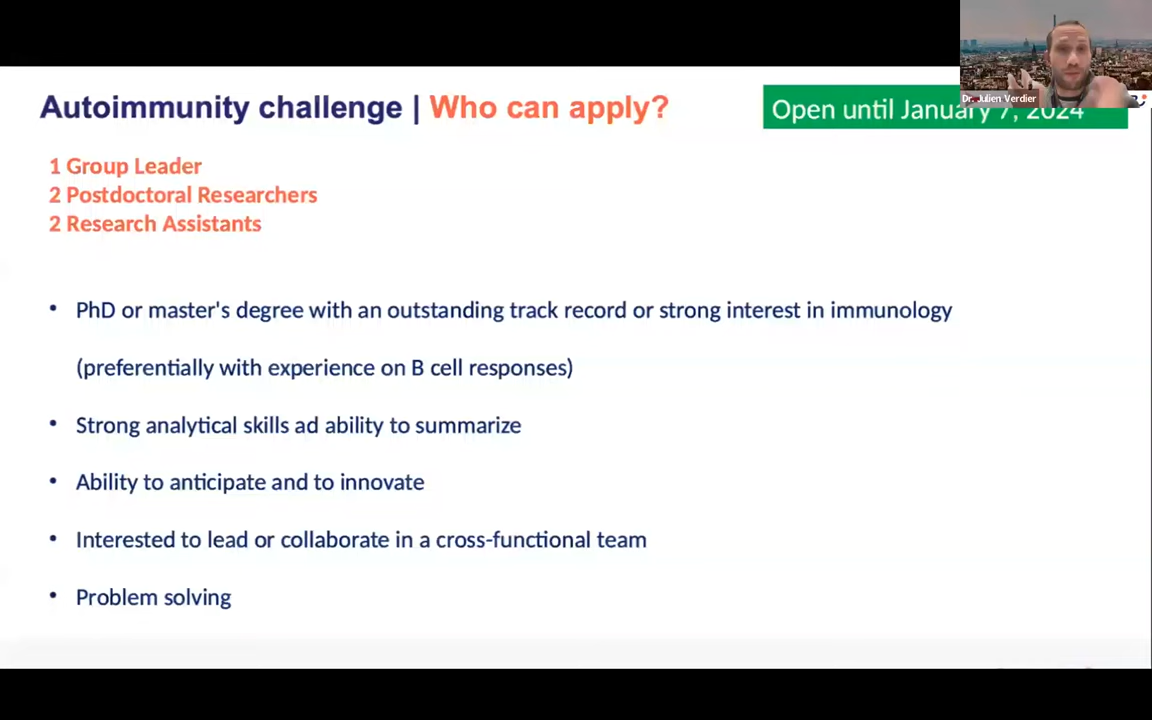 Autoimmunity challenge | Who can apply?
Open until January 7, 2024
Dr. Julien Verdier
1 Group Leader
2 Postdoctoral Researchers
2 Research Assistants
• PhD or master's degree with an outstanding track record or strong interest in immunology
(preferentially with experience on B cell responses)
• Strong analytical skills ad ability to summarize
• Ability to anticipate and to innovate
• Interested to lead or collaborate in a cross-functional team
• Problem solving